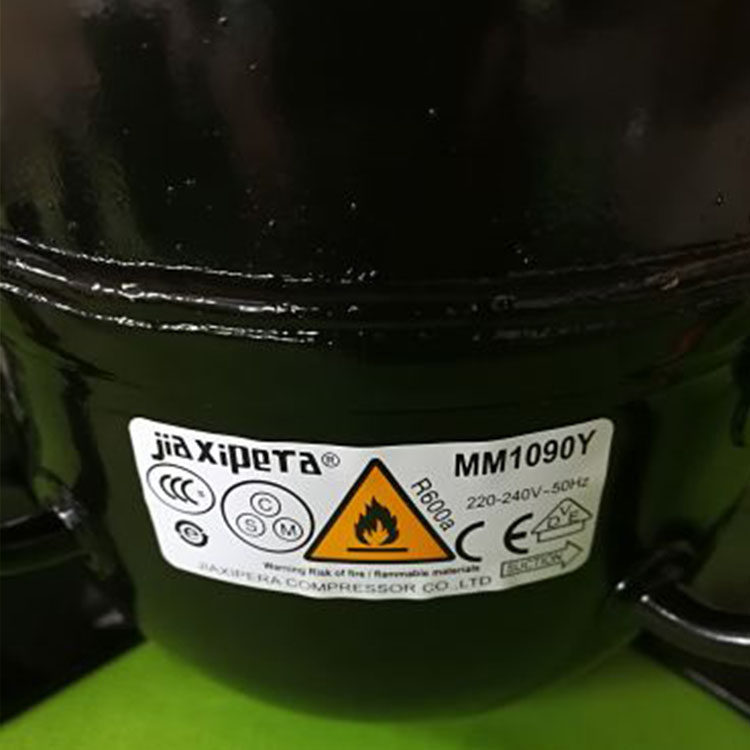 jiaxipera®
MM1090Y
R600a
220-240V~50Hz
CCC S
C
S M
e
CE
DVE
SUCTION
Warning Risk of fire / flammable materials
JIAXIPERA COMPRESSOR CO.,LTD